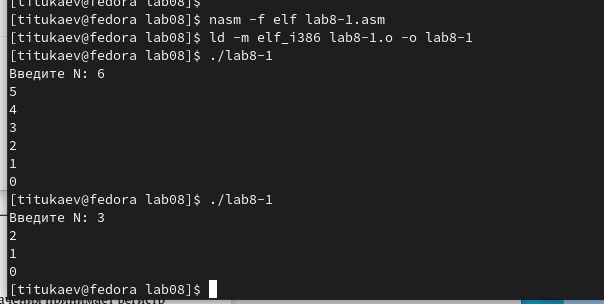 [titukaev@fedora lab08]$
[titukaev@fedora lab08]$ nasm -f elf lab8-1.asm
[titukaev@fedora lab08]$ ld -m elf_i386 lab8-1.o -o lab8-1
[titukaev@fedora lab08]$ ./lab8-1
Введите N: 6
5
4
3
2
1
0
[titukaev@fedora lab08]$ ./lab8-1
Введите N: 3
2
1
0
[titukaev@fedora lab08]$
принимает регистр